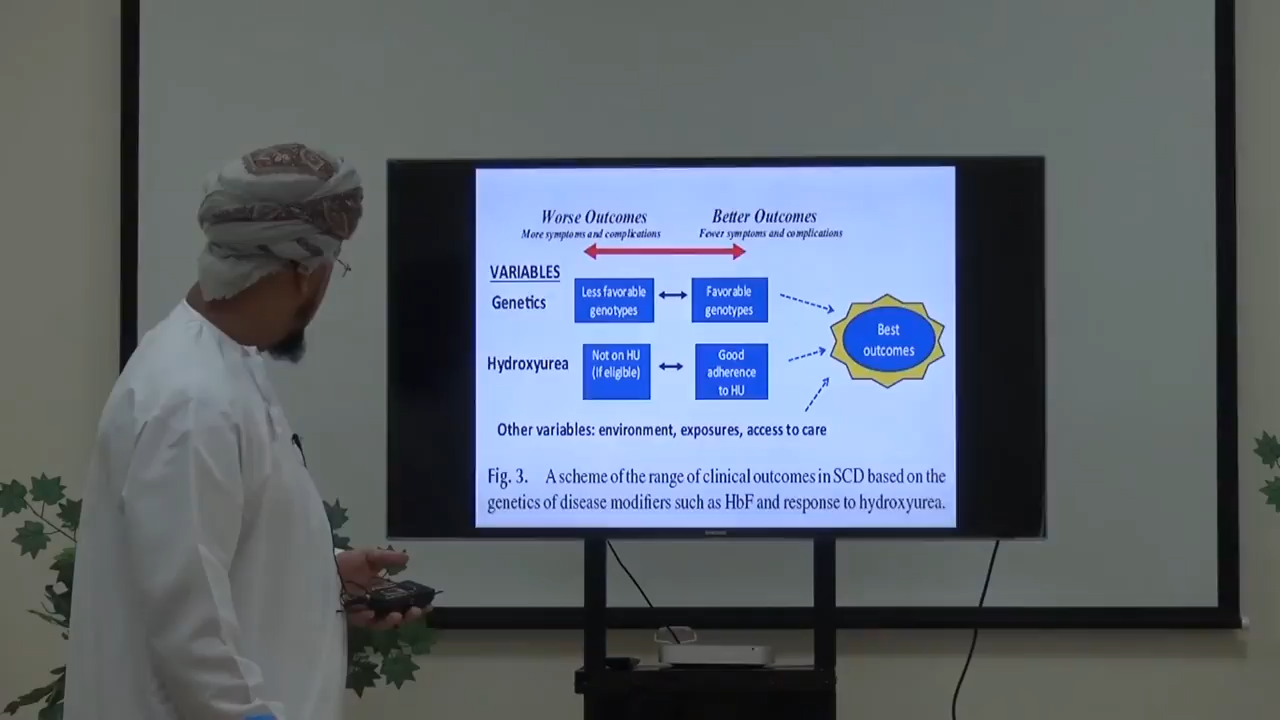 Worse Outcomes
More symptoms and complications
Better Outcomes
Fewer symptoms and complications
VARIABLES
Genetics
Less favorable
genotypes
Favorable
genotypes
Best
outcomes
Hydroxyurea
Not on HU
(if eligible)
Good
adherence
to HU
Other variables: environment, exposures, access to care
Fig. 3. A scheme of the range of clinical outcomes in SCD based on the
genetics of disease modifiers such as HbF and response to hydroxyurea.
SAMSUNG